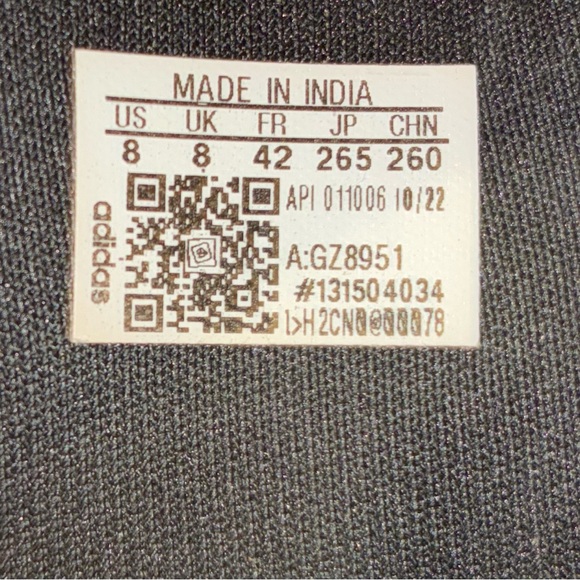 MADE IN INDIA
US UK FR JP CHN
8 8 42 265 260
API 011006 10/22
A:GZ8951
#131504034
adidas